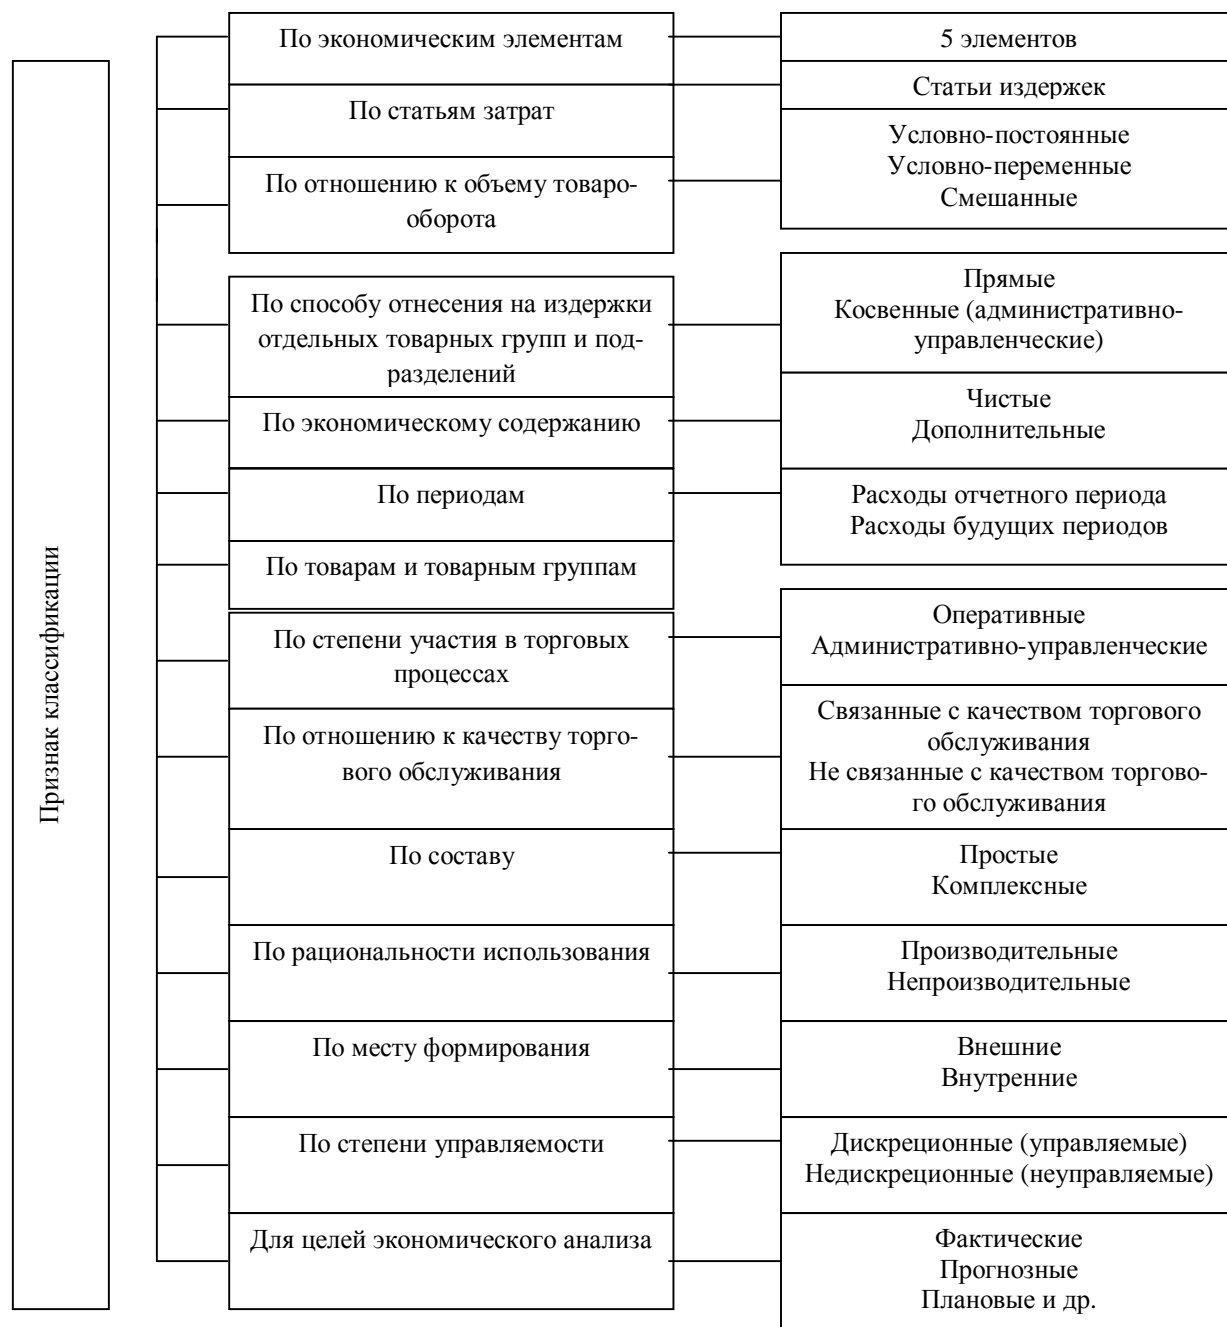 Признак классификации
По экономическим элементам
5 элементов
По статьям затрат
Статьи издержек
По отношению к объему товаро-
оборота
Условно-постоянные
Условно-переменные
Смешанные
По способу отнесения на издержки
отдельных товарных групп и под-
разделений
Прямые
Косвенные (административно-
управленческие)
По экономическому содержанию
Чистые
Дополнительные
По периодам
Расходы отчетного периода
Расходы будущих периодов
По товарам и товарным группам
По степени участия в торговых
процессах
Оперативные
Административно-управленческие
По отношению к качеству торго-
вого обслуживания
Связанные с качеством торгового
обслуживания
Не связанные с качеством торгово-
го обслуживания
По составу
Простые
Комплексные
По рациональности использования
Производительные
Непроизводительные
По месту формирования
Внешние
Внутренние
По степени управляемости
Дискреционные (управляемые)
Недискреционные (неуправляемые)
Для целей экономического анализа
Фактические
Прогнозные
Плановые и др.